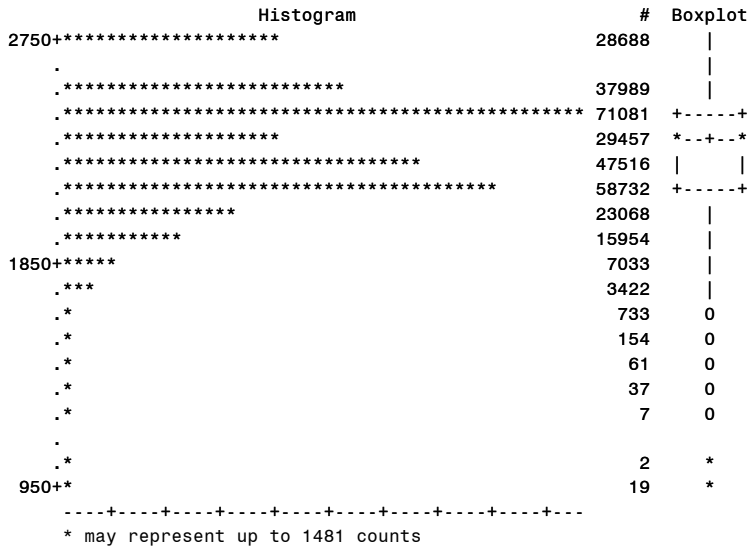 Histogram # Boxplot
2750+******************** 28688 |
. |
.************************** 37989 |
.************************************************ 71081 +-----+
.******************** 29457 *--+--*
.********************************* 47516 | |
.**************************************** 58732 +-----+
.**************** 23068 |
.*********** 15954 |
1850+***** 7033 |
.*** 3422 |
.* 733 0
.* 154 0
.* 61 0
.* 37 0
.* 7 0
.
.* 2 *
950+* 19 *
----+----+----+----+----+----+----+----+----+---
* may represent up to 1481 counts